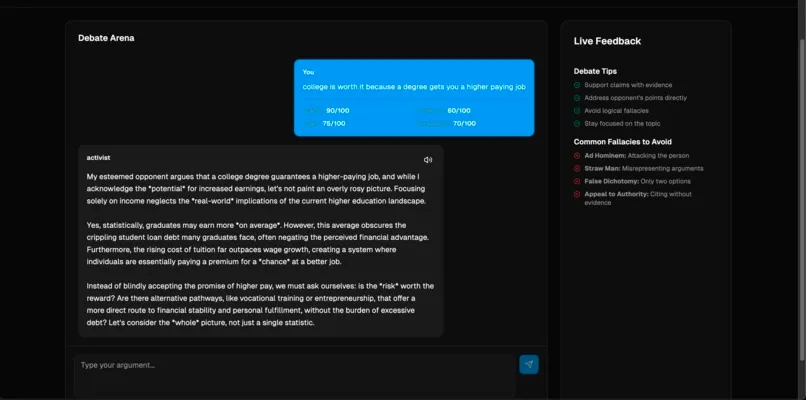 Debate Arena
You
college is worth it because a degree gets you a higher paying job
90/100
60/100
75/100
70/100
activist
My esteemed opponent argues that a college degree guarantees a higher-paying job, and while I
acknowledge the *potential* for increased earnings, let's not paint an overly rosy picture. Focusing
solely on income neglects the *real-world* implications of the current higher education landscape.
Yes, statistically, graduates may earn more *on average*. However, this average obscures the
crippling student loan debt many graduates face, often negating the perceived financial advantage.
Furthermore, the rising cost of tuition far outpaces wage growth, creating a system where
individuals are essentially paying a premium for a *chance* at a better job.
Instead of blindly accepting the promise of higher pay, we must ask ourselves: is the *risk* worth the
reward? Are there alternative pathways, like vocational training or entrepreneurship, that offer a
more direct route to financial stability and personal fulfillment, without the burden of excessive
debt? Let's consider the *whole* picture, not just a single statistic.
Type your argument...
Live Feedback
Debate Tips
Support claims with evidence
Address opponent's points directly
Avoid logical fallacies
Stay focused on the topic
Common Fallacies to Avoid
Ad Hominem: Attacking the person
Straw Man: Misrepresenting arguments
False Dichotomy: Only two options
Appeal to Authority: Citing without
evidence